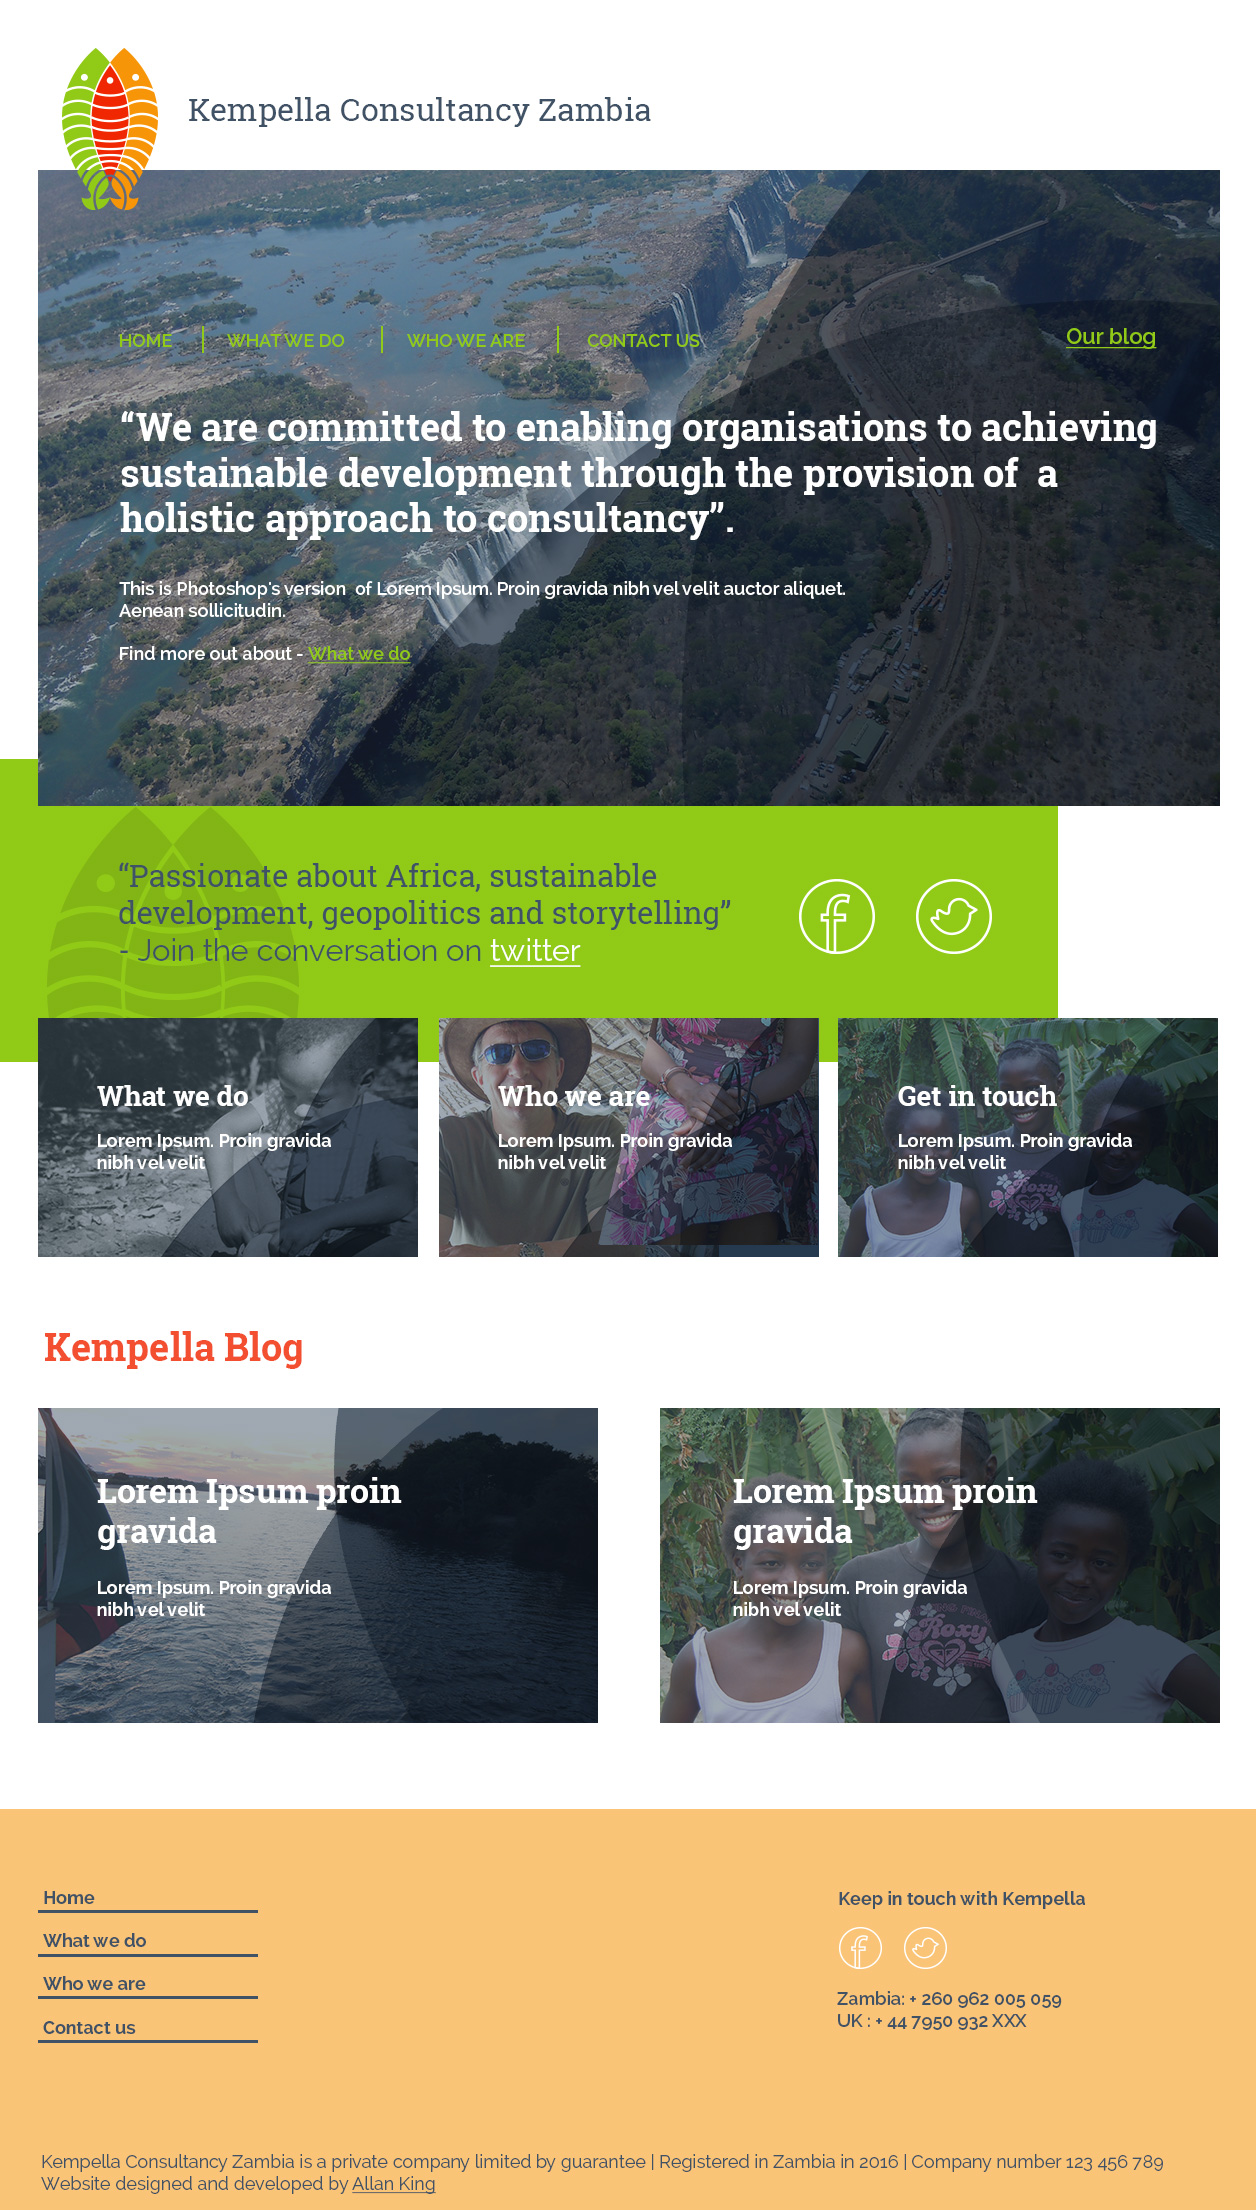 Kempella Consultancy Zambia
HOME
WHAT WE DO
WHO WE ARE
CONTACT US
Our blog
“We are committed to enabling organisations to achieving
sustainable development through the provision of  a
holistic approach to consultancy”.
This is Photoshop's version  of Lorem Ipsum. Proin gravida nibh vel velit auctor aliquet.
Aenean sollicitudin.
Find more out about - What we do
“Passionate about Africa, sustainable
development, geopolitics and storytelling”
- Join the conversation on twitter
What we do
Lorem Ipsum. Proin gravida
nibh vel velit
Who we are
Lorem Ipsum. Proin gravida
nibh vel velit
Get in touch
Lorem Ipsum. Proin gravida
nibh vel velit
Roxy
Kempella Blog
Lorem Ipsum proin
gravida
Lorem Ipsum. Proin gravida
nibh vel velit
Lorem Ipsum proin
gravida
Lorem Ipsum. Proin gravida
nibh vel velit
Roxy
Home
What we do
Who we are
Contact us
Keep in touch with Kempella
Zambia: + 260 962 005 059
UK : + 44 7950 932 XXX
Kempella Consultancy Zambia is a private company limited by guarantee | Registered in Zambia in 2016 | Company number 123 456 789
Website designed and developed by Allan King